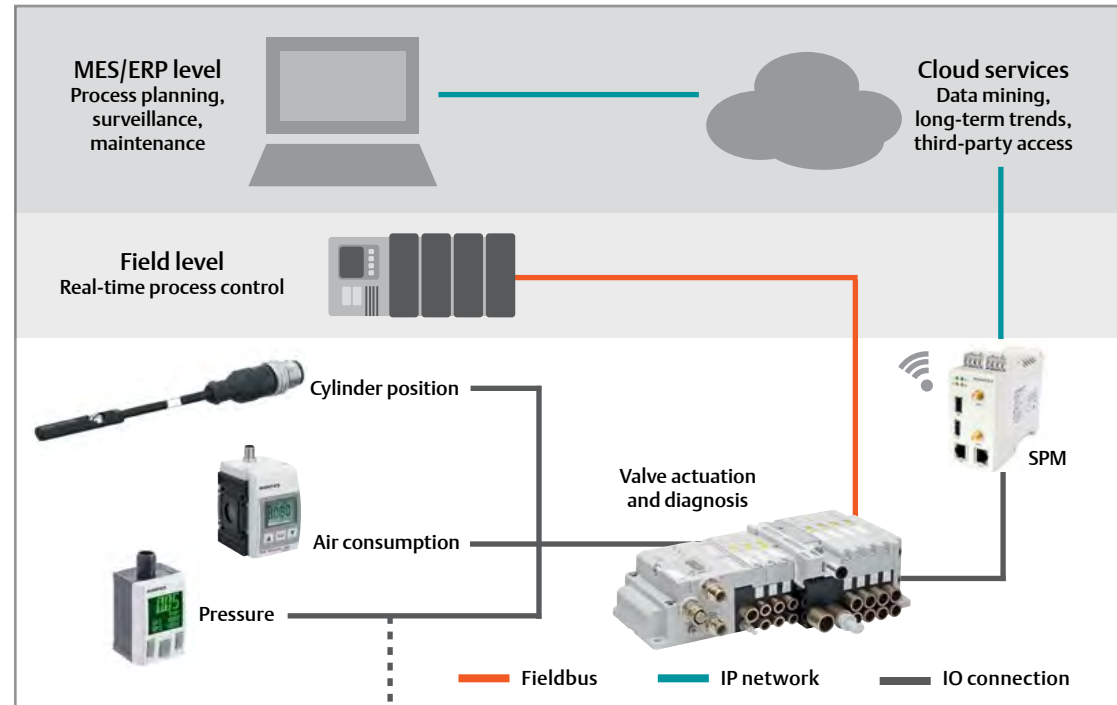 MES/ERP level
Process planning,
surveillance,
maintenance
Cloud services
Data mining,
long-term trends,
third-party access
Field level
Real-time process control
Cylinder position
SPM
Valve actuation
and diagnosis
Air consumption
Pressure
Fieldbus
IP network
IO connection